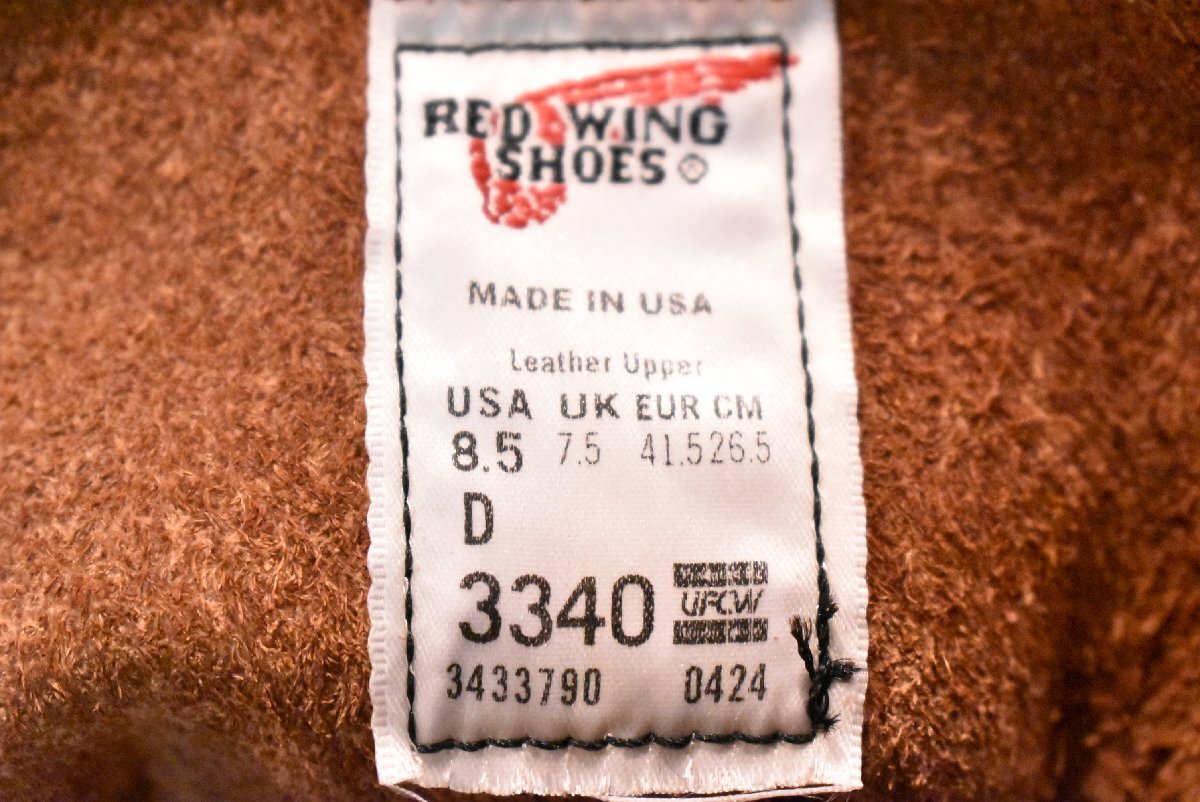 RED WING
SHOES®
MADE IN USA
Leather Upper
USA UK EUR CM
8.5 7.5 41.5 26.5
D
3340 UFCW
3433790 0424